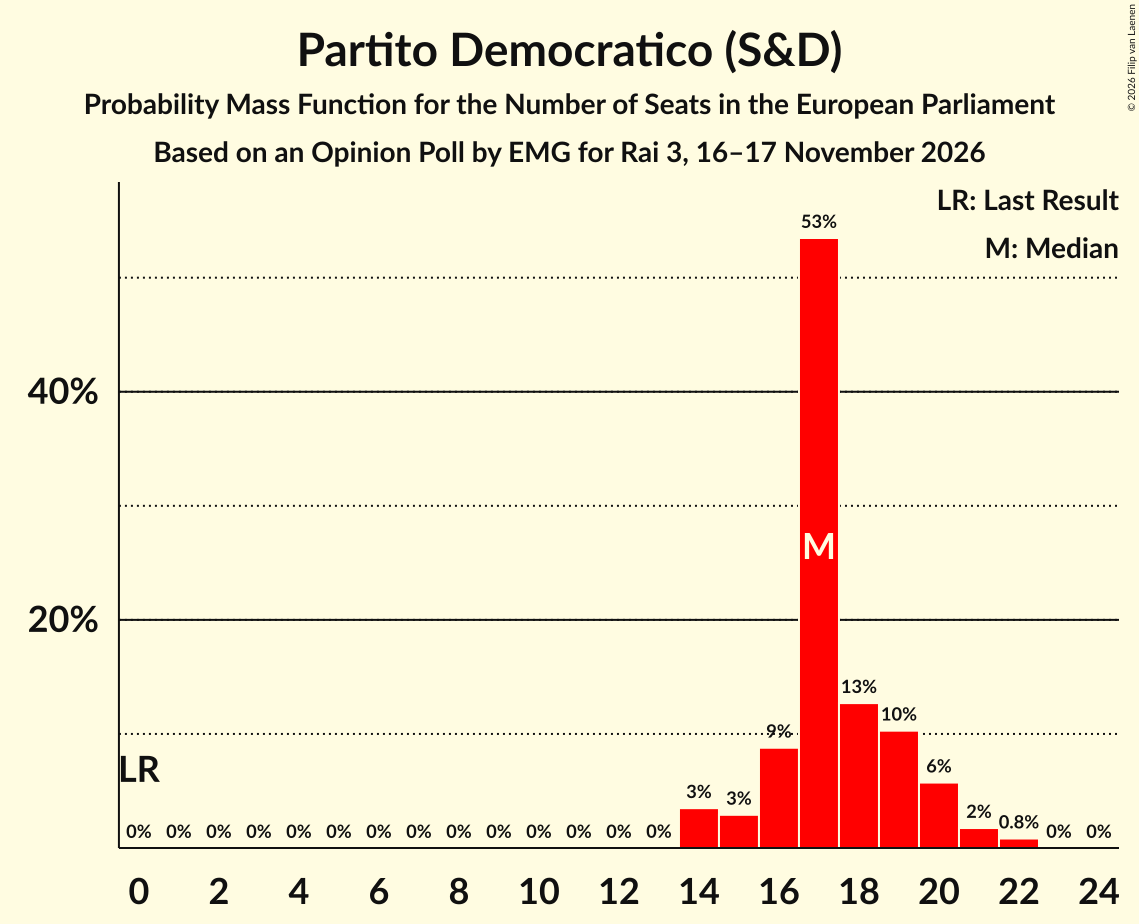 Partito Democratico (S&D)
Probability Mass Function for the Number of Seats in the European Parliament
Based on an Opinion Poll by EMG for Rai 3, 16–17 November 2026
© 2026 Filip van Laenen
LR: Last Result
M: Median
53%
40%
M
20%
13%
10%
9%
LR
6%
3%
3%
2%
0.8%
0% 0% 0% 0% 0% 0% 0% 0% 0% 0% 0% 0% 0% 0% 0% 0%
0 2 4 6 8 10 12 14 16 18 20 22 24